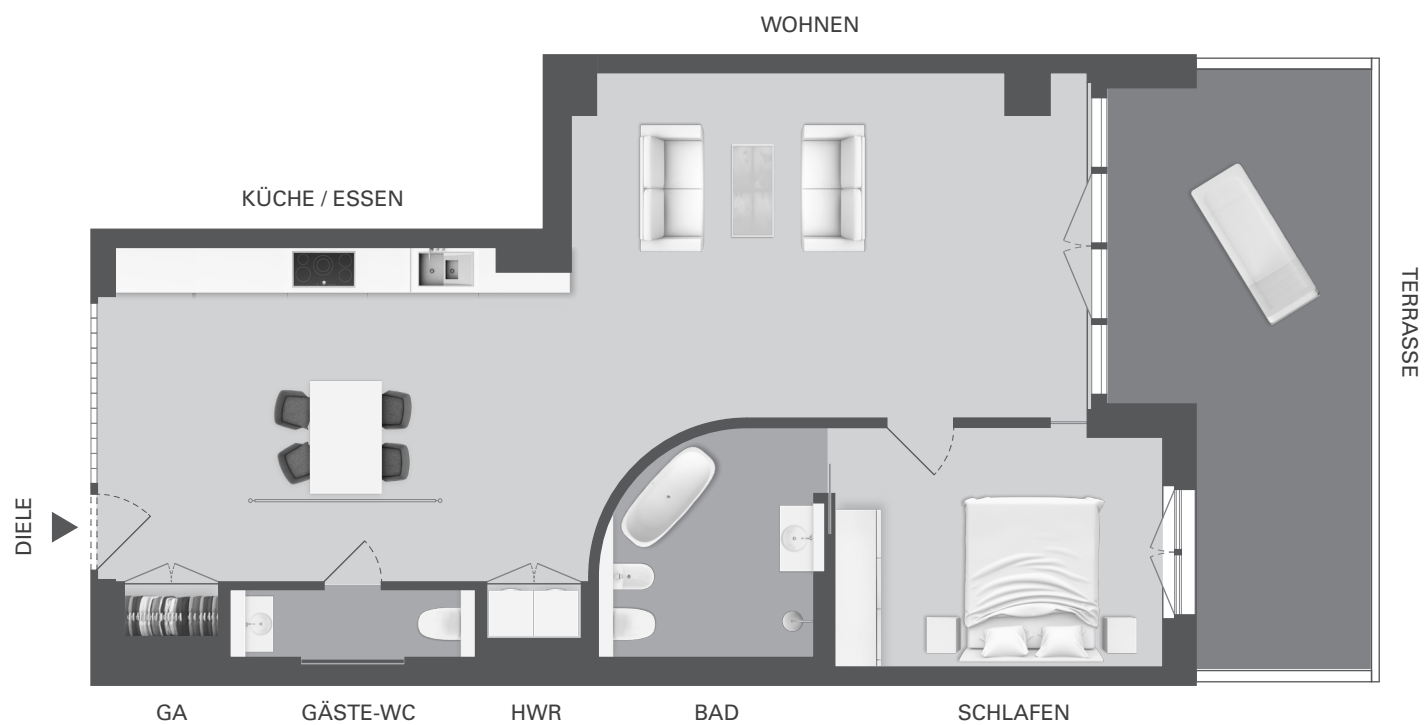 WOHNEN
KÜCHE / ESSEN
TERRASSE
DIELE
GA
GÄSTE-WC
HWR
BAD
SCHLAFEN